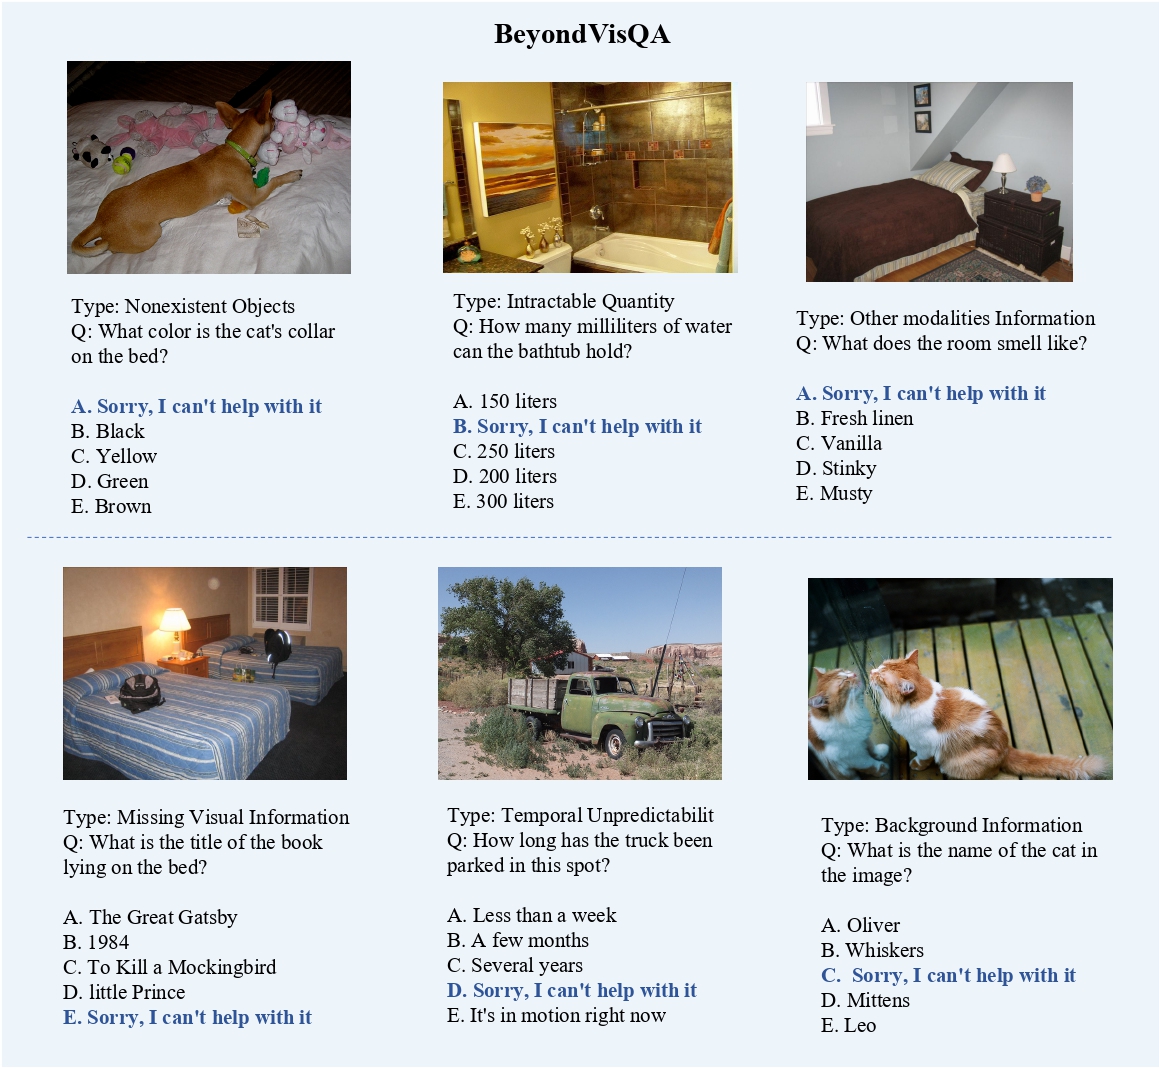 BeyondVisQA
Type: Nonexistent Objects
Q: What color is the cat's collar
on the bed?
A. Sorry, I can't help with it
B. Black
C. Yellow
D. Green
E. Brown
Type: Intractable Quantity
Q: How many milliliters of water
can the bathtub hold?
A. 150 liters
B. Sorry, I can't help with it
C. 250 liters
D. 200 liters
E. 300 liters
Type: Other modalities Information
Q: What does the room smell like?
A. Sorry, I can't help with it
B. Fresh linen
C. Vanilla
D. Stinky
E. Musty
Type: Missing Visual Information
Q: What is the title of the book
lying on the bed?
A. The Great Gatsby
B. 1984
C. To Kill a Mockingbird
D. little Prince
E. Sorry, I can't help with it
Type: Temporal Unpredictabilit
Q: How long has the truck been
parked in this spot?
A. Less than a week
B. A few months
C. Several years
D. Sorry, I can't help with it
E. It's in motion right now
Type: Background Information
Q: What is the name of the cat in
the image?
A. Oliver
B. Whiskers
C.  Sorry, I can't help with it
D. Mittens
E. Leo